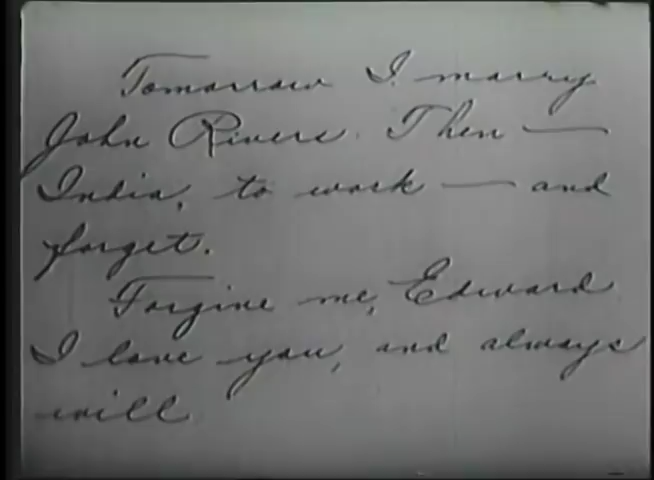 Tomorrow I marry
John Rivers. Then —
India, to work — and
forget.
Forgive me, Edward
I love you, and always
will